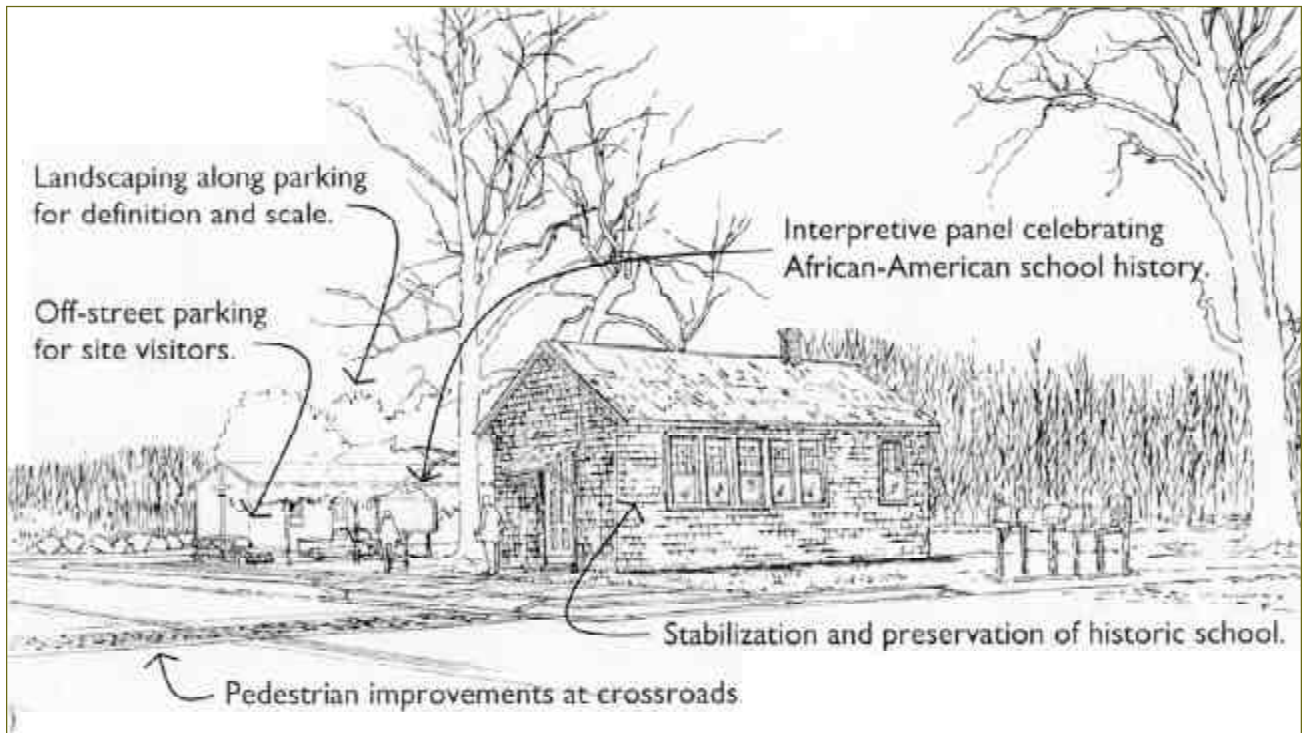 Landscaping along parking
for definition and scale.
Interpretive panel celebrating
African-American school history.
Off-street parking
for site visitors.
Stabilization and preservation of historic school.
Pedestrian improvements at crossroads